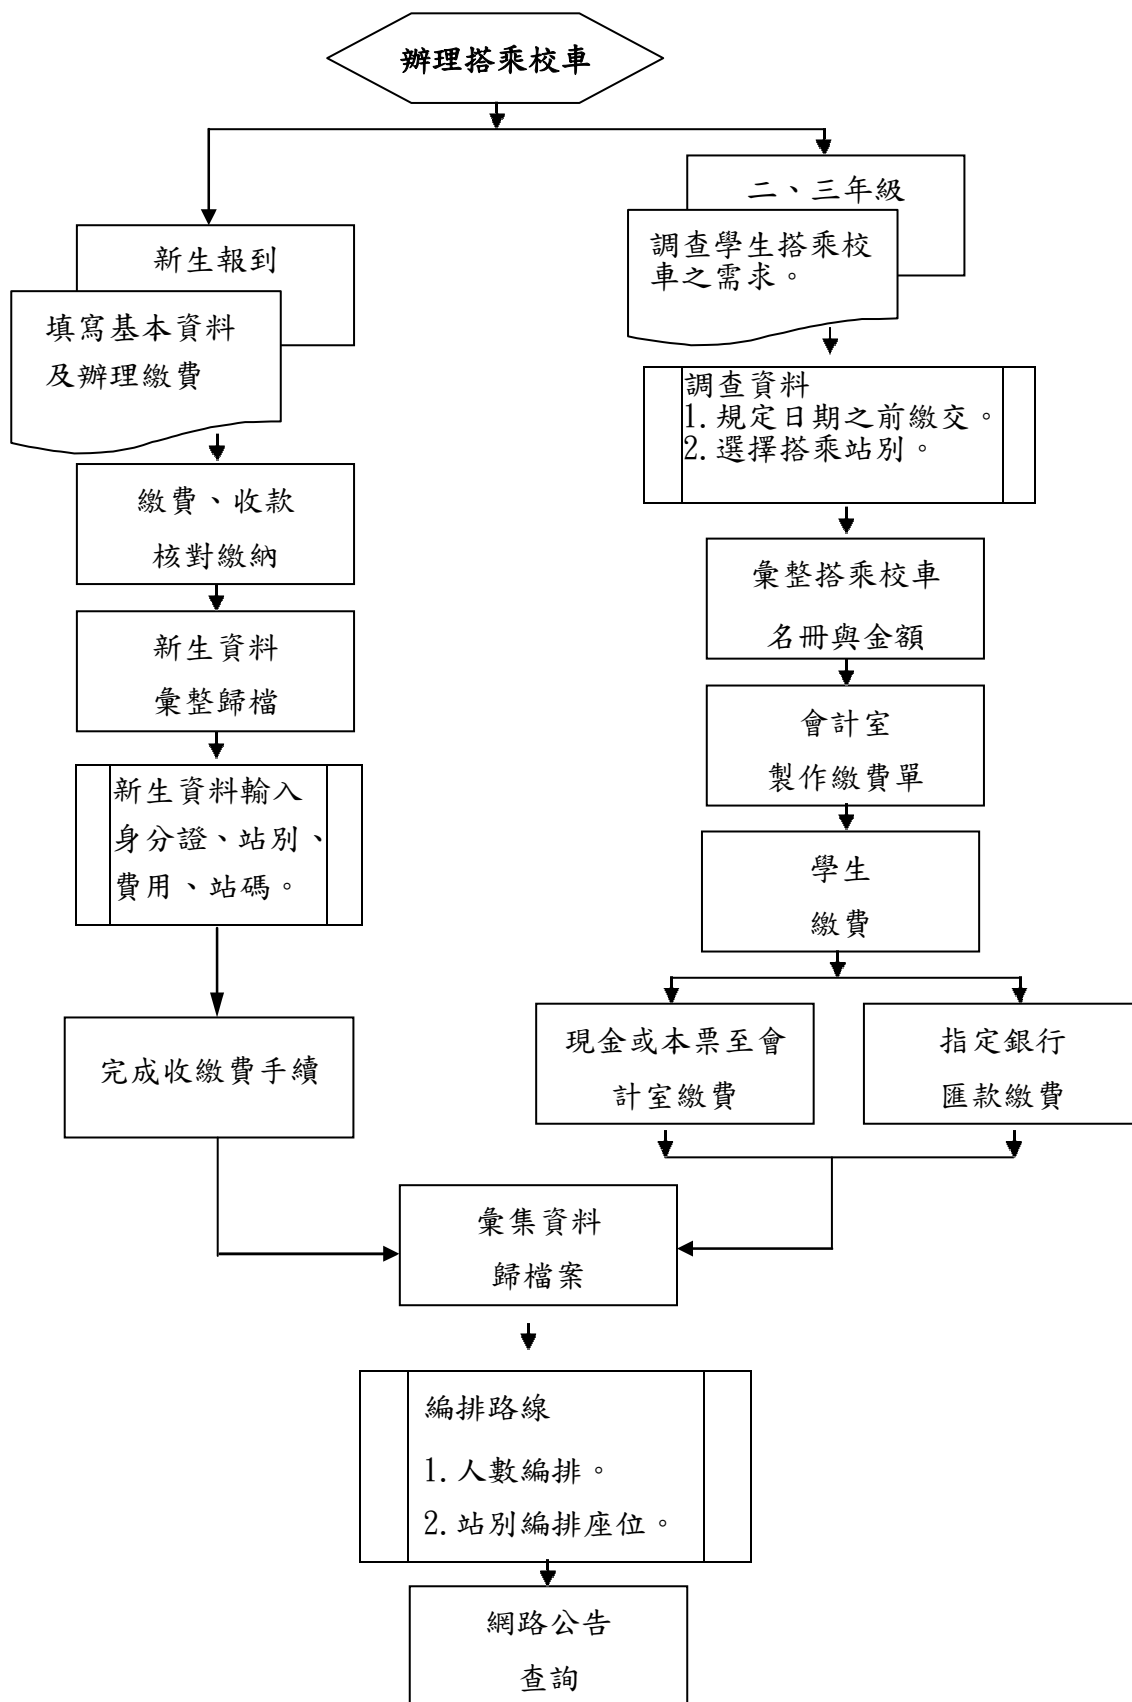 辦理搭乘校車
新生報到
填寫基本資料
及辦理繳費
繳費、收款
核對繳納
新生資料
彙整歸檔
新生資料輸入
身分證、站別、
費用、站碼。
完成收繳費手續
二、三年級
調查學生搭乘校
車之需求。
調查資料
1.規定日期之前繳交。
2.選擇搭乘站別。
彙整搭乘校車
名冊與金額
會計室
製作繳費單
學生
繳費
現金或本票至會
計室繳費
指定銀行
匯款繳費
彙集資料
歸檔案
編排路線
1.人數編排。
2.站別編排座位。
網路公告
查詢